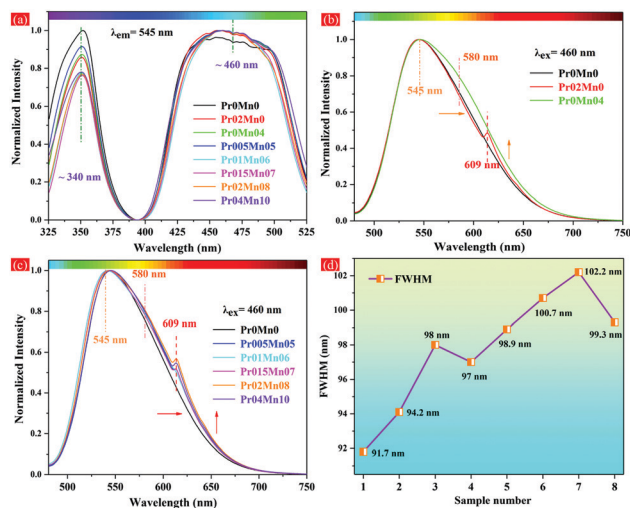 (a)
λem= 545 nm
~ 460 nm
~ 340 nm
Pr0Mn0
Pr02Mn0
Pr0Mn04
Pr005Mn05
Pr01Mn06
Pr015Mn07
Pr02Mn08
Pr04Mn10
Normalized Intensity
1.0
0.8
0.6
0.4
0.2
0.0
325 350 375 400 425 450 475 500 525
Wavelength (nm)
(b)
λex= 460 nm
580 nm
545 nm
609 nm
Pr0Mn0
Pr02Mn0
Pr0Mn04
Normalized Intensity
1.0
0.8
0.6
0.4
0.2
0.0
500 550 600 650 700 750
Wavelength (nm)
(c)
580 nm
λex= 460 nm
545 nm
609 nm
Pr0Mn0
Pr005Mn05
Pr01Mn06
Pr015Mn07
Pr02Mn08
Pr04Mn10
Normalized Intensity
1.0
0.8
0.6
0.4
0.2
0.0
500 550 600 650 700 750
Wavelength (nm)
(d)
FWHM
102.2 nm
100.7 nm
99.3 nm
98.9 nm
98 nm
97 nm
94.2 nm
91.7 nm
FWHM (nm)
102
100
98
96
94
92
1 2 3 4 5 6 7 8
Sample number